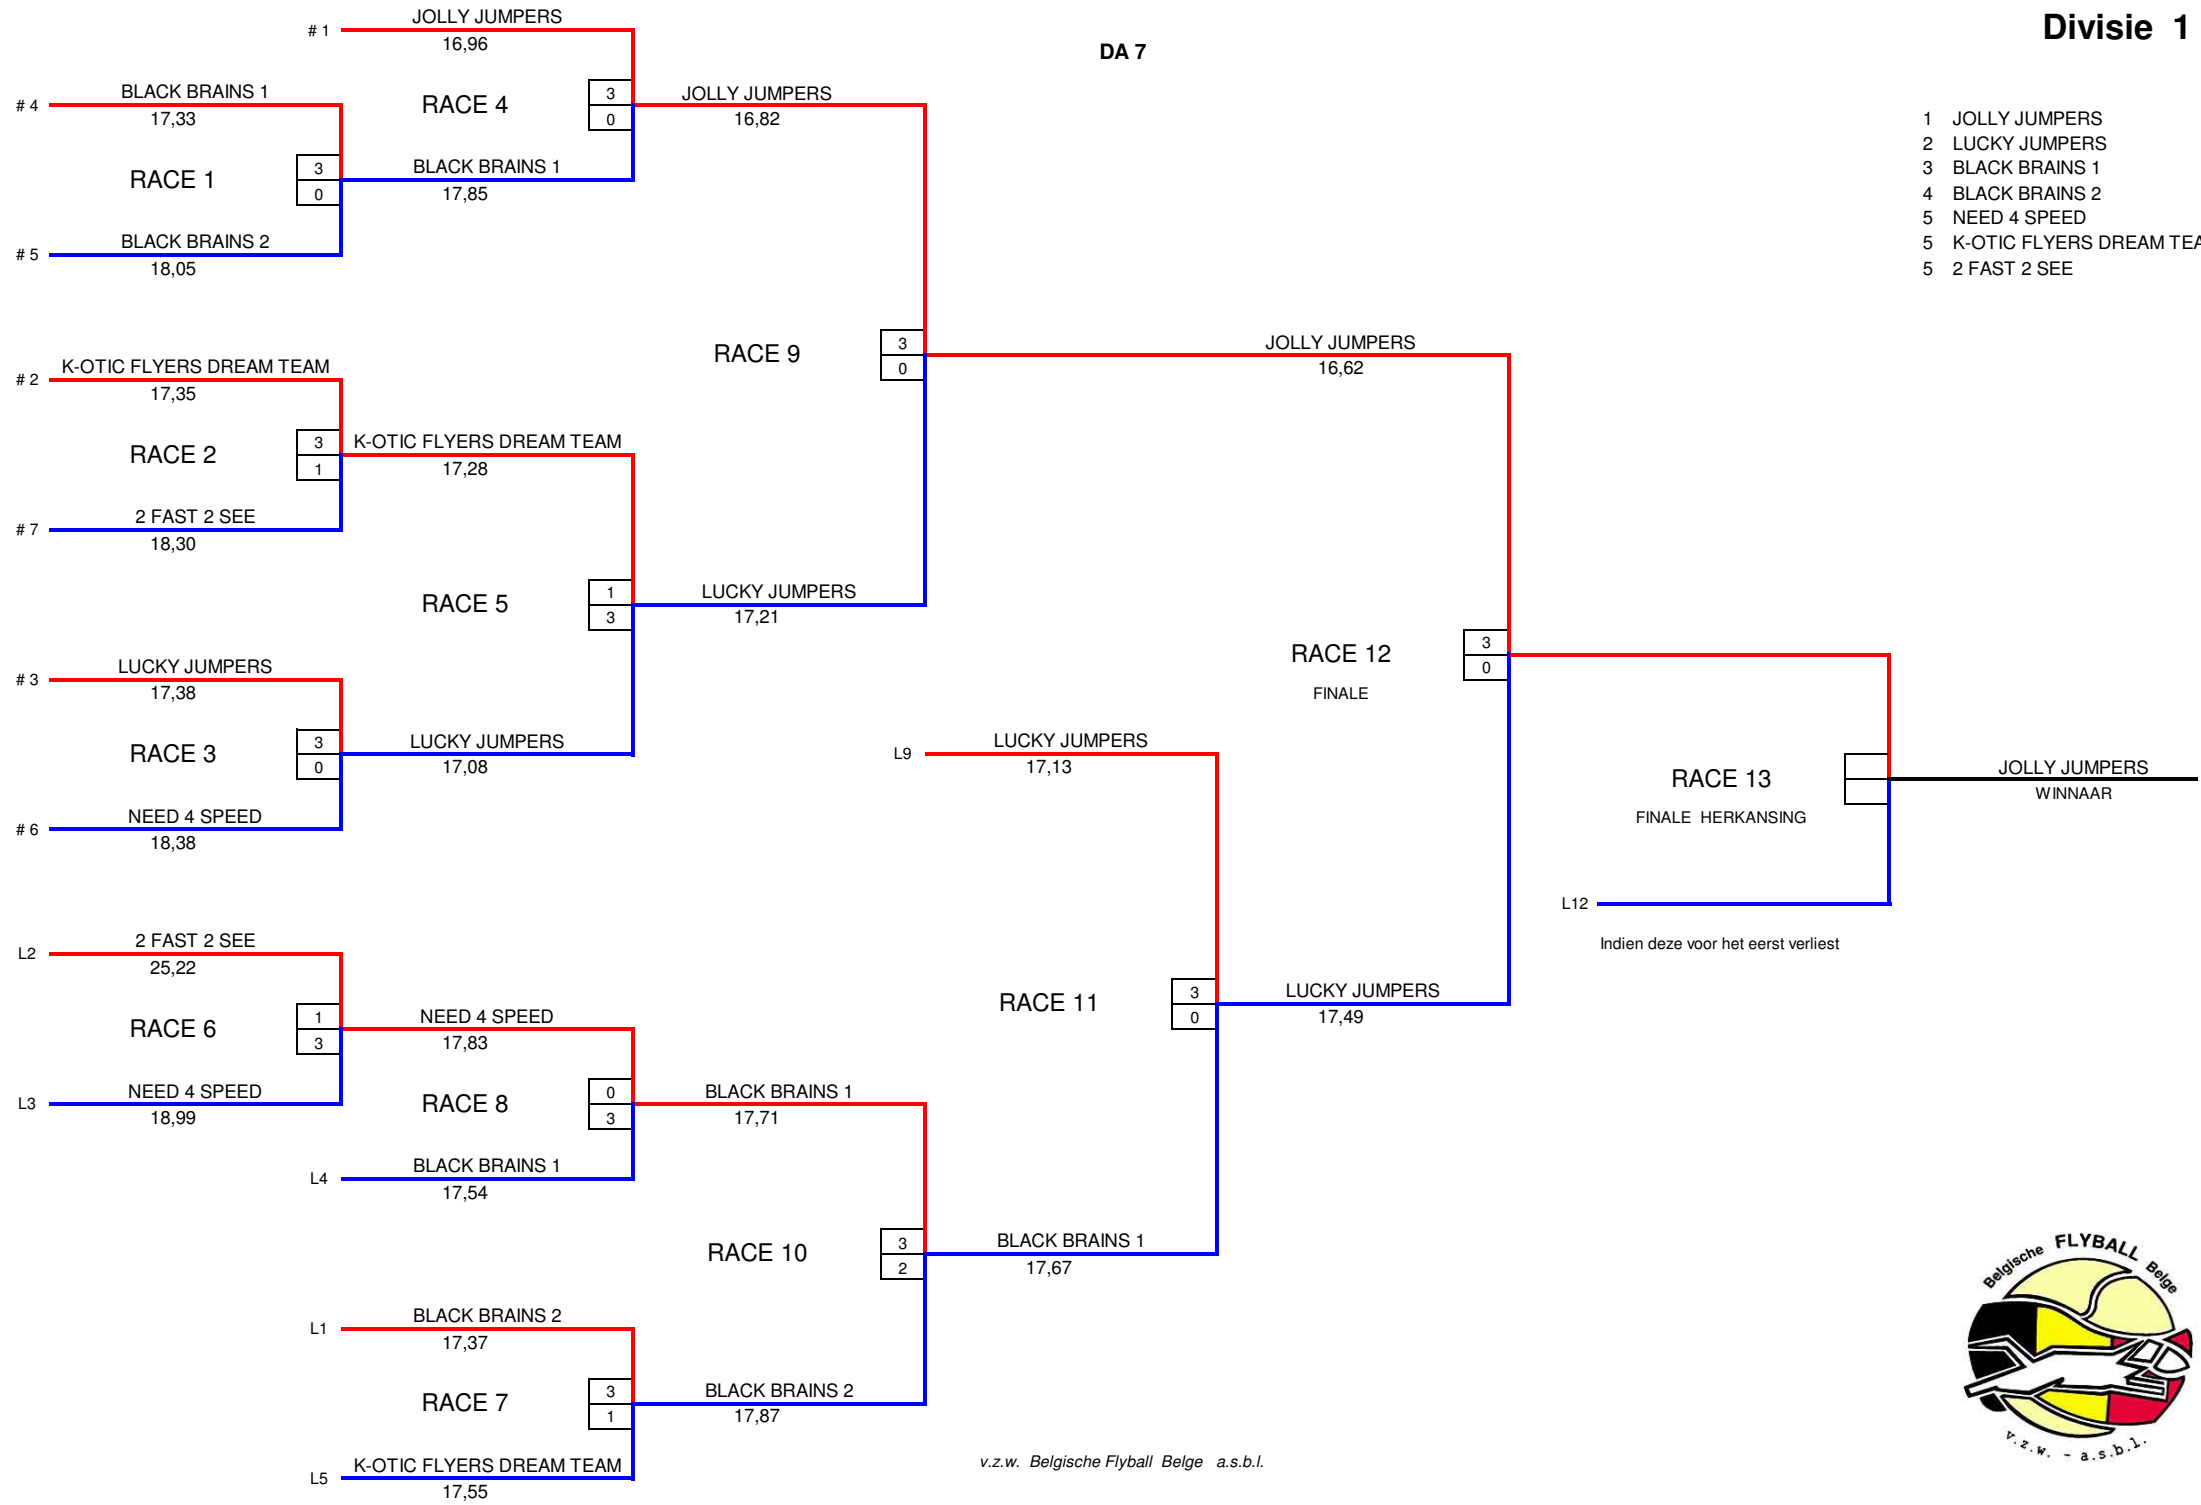 Divisie 1
DA 7
# 1 JOLLY JUMPERS
16,96
# 4 BLACK BRAINS 1
17,33
RACE 4
3
0
JOLLY JUMPERS
16,82
RACE 1
3
0
BLACK BRAINS 1
17,85
# 5 BLACK BRAINS 2
18,05
1 JOLLY JUMPERS
2 LUCKY JUMPERS
3 BLACK BRAINS 1
4 BLACK BRAINS 2
5 NEED 4 SPEED
5 K-OTIC FLYERS DREAM TEA
5 2 FAST 2 SEE
RACE 9
3
0
JOLLY JUMPERS
16,62
# 2 K-OTIC FLYERS DREAM TEAM
17,35
RACE 2
3
1
K-OTIC FLYERS DREAM TEAM
17,28
# 7 2 FAST 2 SEE
18,30
RACE 5
1
3
LUCKY JUMPERS
17,21
# 3 LUCKY JUMPERS
17,38
RACE 3
3
0
LUCKY JUMPERS
17,08
# 6 NEED 4 SPEED
18,38
RACE 12
FINALE
3
0
L9 LUCKY JUMPERS
17,13
RACE 13
FINALE HERKANSING
JOLLY JUMPERS
WINNAAR
L12
Indien deze voor het eerst verliest
L2 2 FAST 2 SEE
25,22
RACE 6
1
3
NEED 4 SPEED
17,83
L3 NEED 4 SPEED
18,99
RACE 11
3
0
LUCKY JUMPERS
17,49
RACE 8
0
3
BLACK BRAINS 1
17,71
L4 BLACK BRAINS 1
17,54
RACE 10
3
2
BLACK BRAINS 1
17,67
L1 BLACK BRAINS 2
17,37
RACE 7
3
1
BLACK BRAINS 2
17,87
L5 K-OTIC FLYERS DREAM TEAM
17,55
v.z.w. Belgische Flyball Belge a.s.b.l.
Belgische FLYBALL Belge
v.z.w. - a.s.b.l.